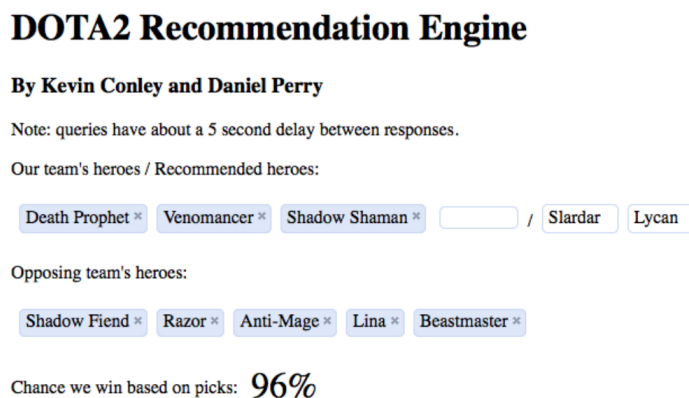 DOTA2 Recommendation Engine
By Kevin Conley and Daniel Perry
Note: queries have about a 5 second delay between responses.
Our team's heroes / Recommended heroes:
Death Prophet × Venomancer × Shadow Shaman × / Slardar Lycan
Opposing team's heroes:
Shadow Fiend × Razor × Anti-Mage × Lina × Beastmaster ×
Chance we win based on picks: 96%